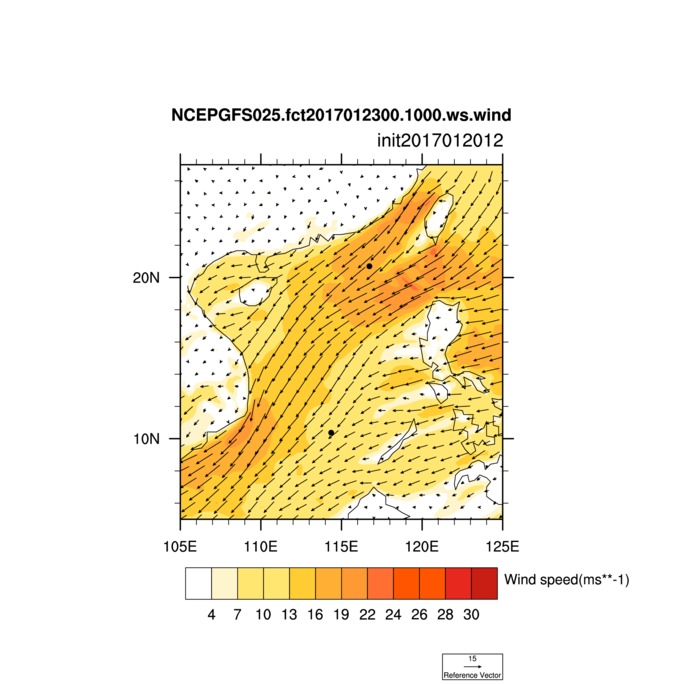 NCEPGFS025.fct2017012300.1000.ws.wind
init2017012012
20N
10N
105E 110E 115E 120E 125E
Wind speed(ms**-1)
4 7 10 13 16 19 22 24 26 28 30
15
Reference Vector